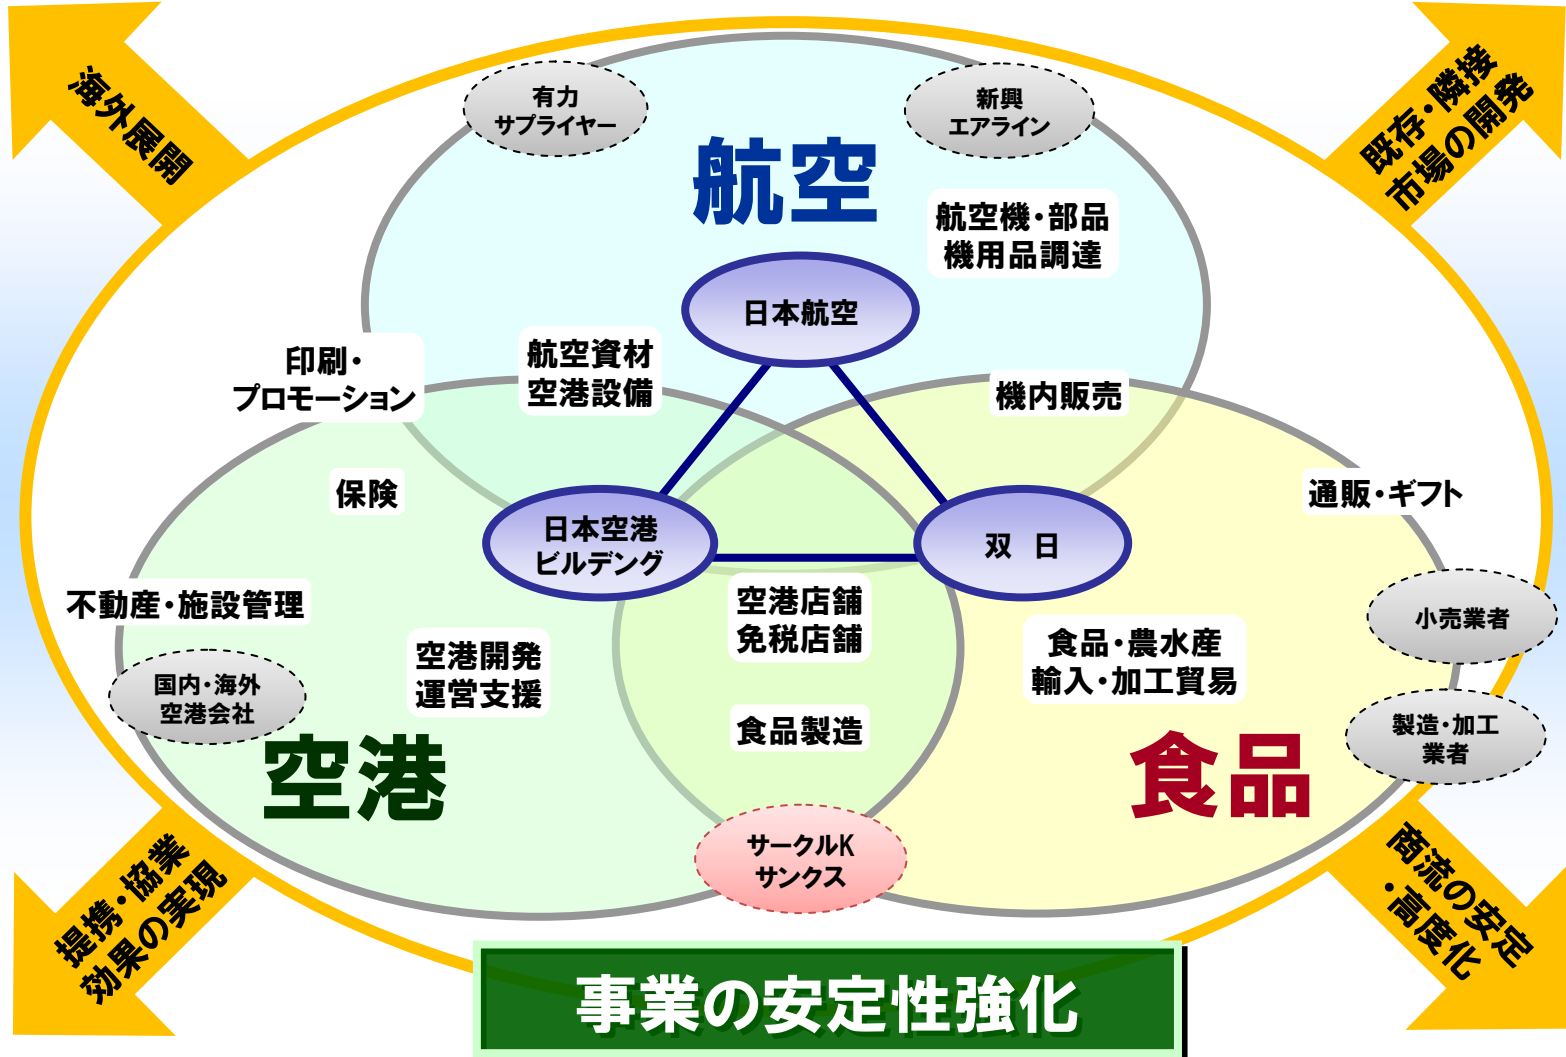 海外展開
既存・隣接
市場の開発
有力
サプライヤー
新興
エアライン
航空
航空機・部品
機用品調達
日本航空
印刷・
プロモーション
航空資材
空港設備
機内販売
保険
通販・ギフト
日本空港
ビルデング
双 日
不動産・施設管理
空港店舗
免税店舗
小売業者
空港開発
運営支援
食品・農水産
輸入・加工貿易
国内・海外
空港会社
食品製造
製造・加工
業者
空港
食品
サークルK
サンクス
提携・協業
効果の実現
商流の安定
・高度化
事業の安定性強化